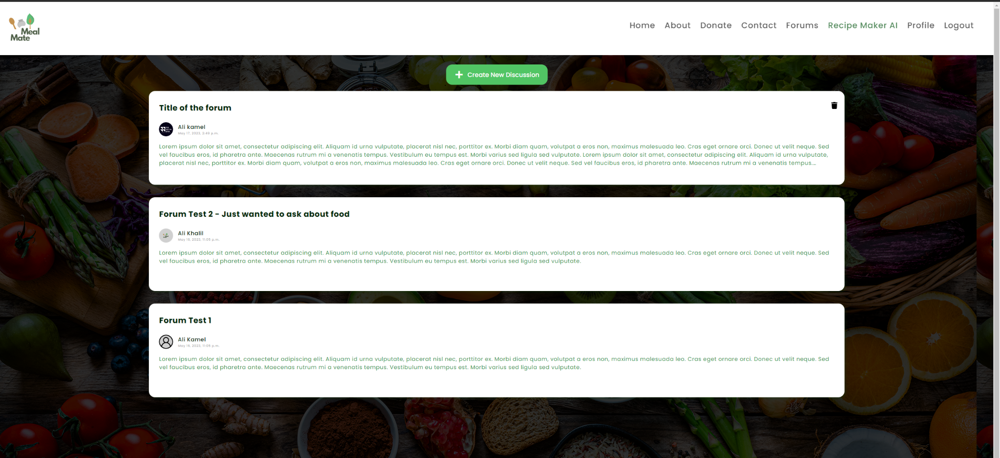 Meal
Mate
Home About Donate Contact Forums Recipe Maker AI Profile Logout
Create New Discussion
Title of the forum
Ali kamel
May 17, 2023, 2:49 p.m.
Lorem ipsum dolor sit amet, consectetur adipiscing elit. Aliquam id urna vulputate, placerat nisl nec, porttitor ex. Morbi diam quam, volutpat a eros non, maximus malesuada leo. Cras eget ornare orci. Donec ut velit neque. Sed
vel faucibus eros, id pharetra ante. Maecenas rutrum mi a venenatis tempus. Vestibulum eu tempus est. Morbi varius sed ligula sed vulputate. Lorem ipsum dolor sit amet, consectetur adipiscing elit. Aliquam id urna vulputate,
placerat nisl nec, porttitor ex. Morbi diam quam, volutpat a eros non, maximus malesuada leo. Cras eget ornare orci. Donec ut velit neque. Sed vel faucibus eros, id pharetra ante. Maecenas rutrum mi a venenatis tempus....
Forum Test 2 - Just wanted to ask about food
Ali Khalil
May 16, 2023, 11:05 p.m.
Lorem ipsum dolor sit amet, consectetur adipiscing elit. Aliquam id urna vulputate, placerat nisl nec, porttitor ex. Morbi diam quam, volutpat a eros non, maximus malesuada leo. Cras eget ornare orci. Donec ut velit neque. Sed
vel faucibus eros, id pharetra ante. Maecenas rutrum mi a venenatis tempus. Vestibulum eu tempus est. Morbi varius sed ligula sed vulputate.
Forum Test 1
Ali Kamel
May 16, 2023, 11:05 p.m.
Lorem ipsum dolor sit amet, consectetur adipiscing elit. Aliquam id urna vulputate, placerat nisl nec, porttitor ex. Morbi diam quam, volutpat a eros non, maximus malesuada leo. Cras eget ornare orci. Donec ut velit neque. Sed
vel faucibus eros, id pharetra ante. Maecenas rutrum mi a venenatis tempus. Vestibulum eu tempus est. Morbi varius sed ligula sed vulputate.